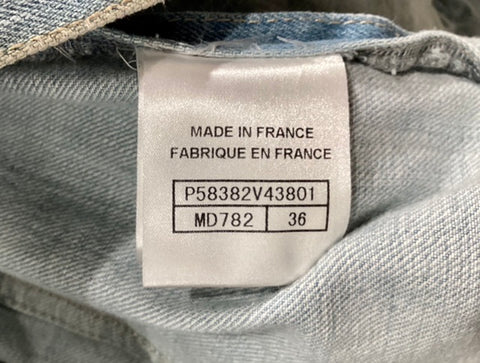 MADE IN FRANCE
FABRIQUE EN FRANCE
P58382V43801
MD782 36